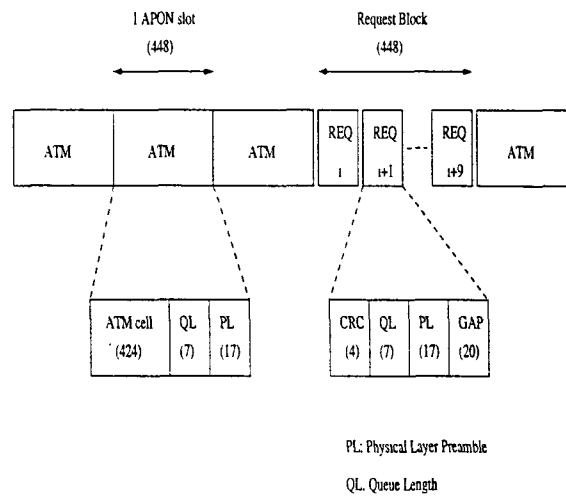 1 APON slot
(448)
Request Block
(448)
ATM
ATM
ATM
REQ
i
REQ
i+1
REQ
i+9
ATM
ATM cell
(424)
QL
(7)
PL
(17)
CRC
(4)
QL
(7)
PL
(17)
GAP
(20)
PL: Physical Layer Preamble
QL. Queue Length